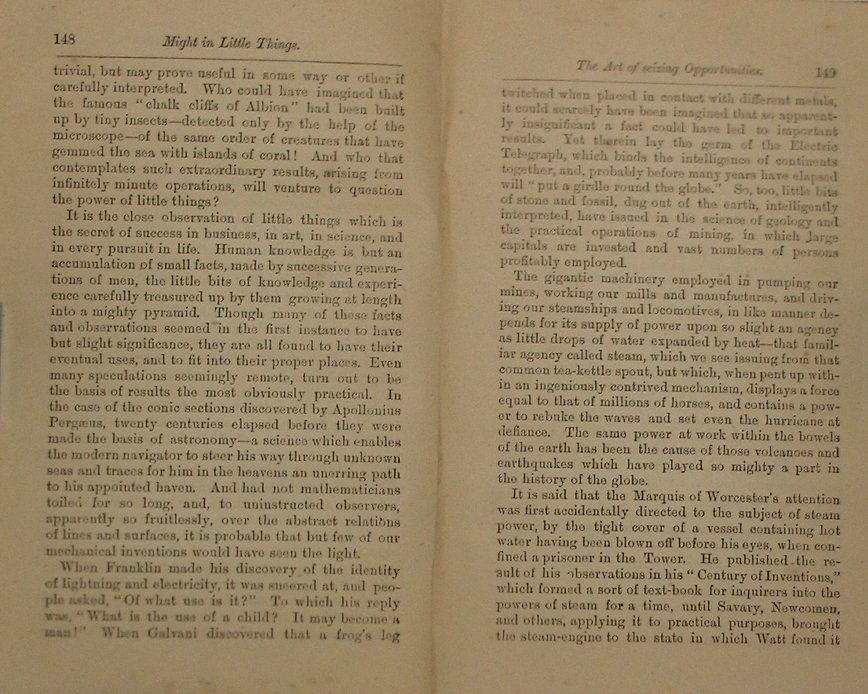 148
Might in Little Things.
trivial, but may prove useful in some way or other if
carefully interpreted. Who could have imagined that
the famous "chalk cliffs of Albion" had been built
up by tiny insects—detected only by the help of the
microscope—of the same order of creatures that have
gemmed the sea with islands of coral! And who that
contemplates such extraordinary results, arising from
infinitely minute operations, will venture to question
the power of little things?
It is the close observation of little things which is
the secret of success in business, in art, in science, and
in every pursuit in life. Human knowledge is but an
accumulation of small facts, made by successive genera-
tions of men, the little bits of knowledge and experi-
ence carefully treasured up by them growing at length
into a mighty pyramid. Though many of these facts
and observations seemed in the first instance to have
but slight significance, they are all found to have their
eventual uses, and to fit into their proper places. Even
many speculations seemingly remote, turn out to be
the basis of results the most obviously practical. In
the case of the conic sections discovered by Apollonius
Pergæus, twenty centuries elapsed before they were
made the basis of astronomy—a science which enables
the modern navigator to steer his way through unknown
seas and traces for him in the heavens an unerring path
to his appointed haven. And had not mathematicians
toiled for so long, and, to uninstructed observers,
apparently so fruitlessly, over the abstract relations
of lines and surfaces, it is probable that but few of our
mechanical inventions would have seen the light.
When Franklin made his discovery of the identity
of lightning and electricity, it was sneered at, and peo-
ple asked, "Of what use is it?" To which his reply
was, "What is the use of a child? It may become a
man!" When Galvani discovered that a frog's leg
The Art of seizing Opportunities.
149
twitched when placed in contact with different metals,
it could scarcely have been imagined that so apparent-
ly insignificant a fact could have led to important
results. Yet therein lay the germ of the Electric
Telegraph, which binds the intelligence of continents
together, and, probably before many years have elapsed
will "put a girdle round the globe." So, too, little bits
of stone and fossil, dug out of the earth, intelligently
interpreted, have issued in the science of geology and
the practical operations of mining, in which large
capitals are invested and vast numbers of persons
profitably employed.
The gigantic machinery employed in pumping our
mines, working our mills and manufactures, and driv-
ing our steamships and locomotives, in like manner de-
pends for its supply of power upon so slight an agency
as little drops of water expanded by heat—that famil-
iar agency called steam, which we see issuing from that
common tea-kettle spout, but which, when pent up with-
in an ingeniously contrived mechanism, displays a force
equal to that of millions of horses, and contains a pow-
er to rebuke the waves and set even the hurricane at
defiance. The same power at work within the bowels
of the earth has been the cause of those volcanoes and
earthquakes which have played so mighty a part in
the history of the globe.
It is said that the Marquis of Worcester's attention
was first accidentally directed to the subject of steam
power, by the tight cover of a vessel containing hot
water having been blown off before his eyes, when con-
fined a prisoner in the Tower. He published the re-
sult of his observations in his "Century of Inventions,"
which formed a sort of text-book for inquirers into the
powers of steam for a time, until Savary, Newcomen,
and others, applying it to practical purposes, brought
the steam-engine to the state in which Watt found it